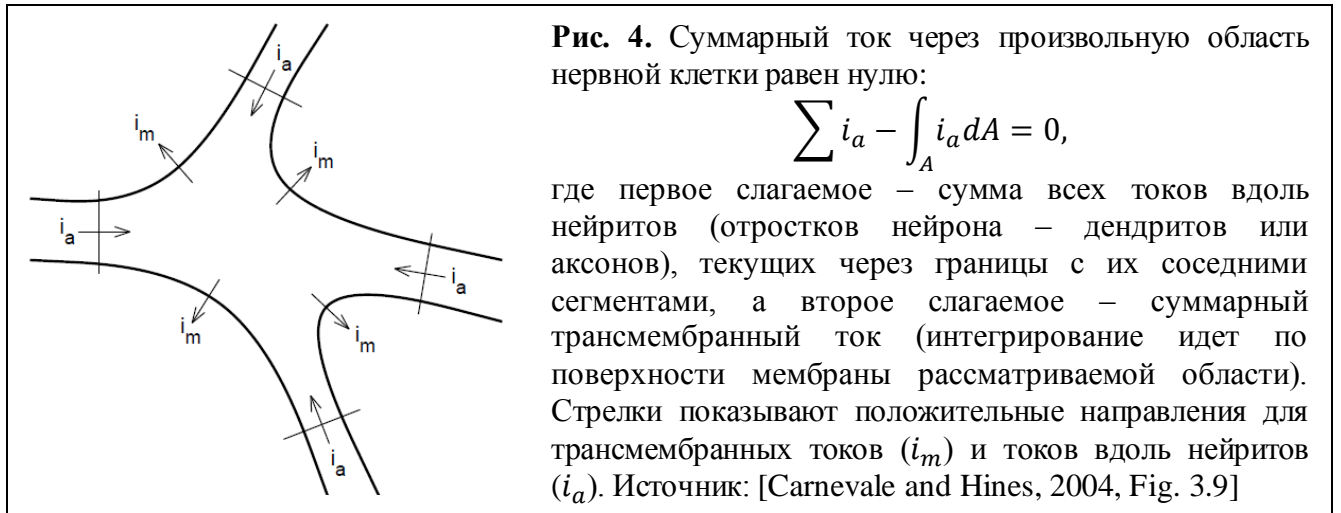 i_a
i_m
i_m
i_a
i_a
i_m
i_m
i_a
Рис. 4. Суммарный ток через произвольную область
нервной клетки равен нулю:
∑ i_a − ∫_A i_a dA = 0,
где первое слагаемое – сумма всех токов вдоль
нейритов (отростков нейрона – дендритов или
аксонов), текущих через границы с их соседними
сегментами, а второе слагаемое – суммарный
трансмембранный ток (интегрирование идет по
поверхности мембраны рассматриваемой области).
Стрелки показывают положительные направления для
трансмембранных токов (i_m) и токов вдоль нейритов
(i_a). Источник: [Carnevale and Hines, 2004, Fig. 3.9]